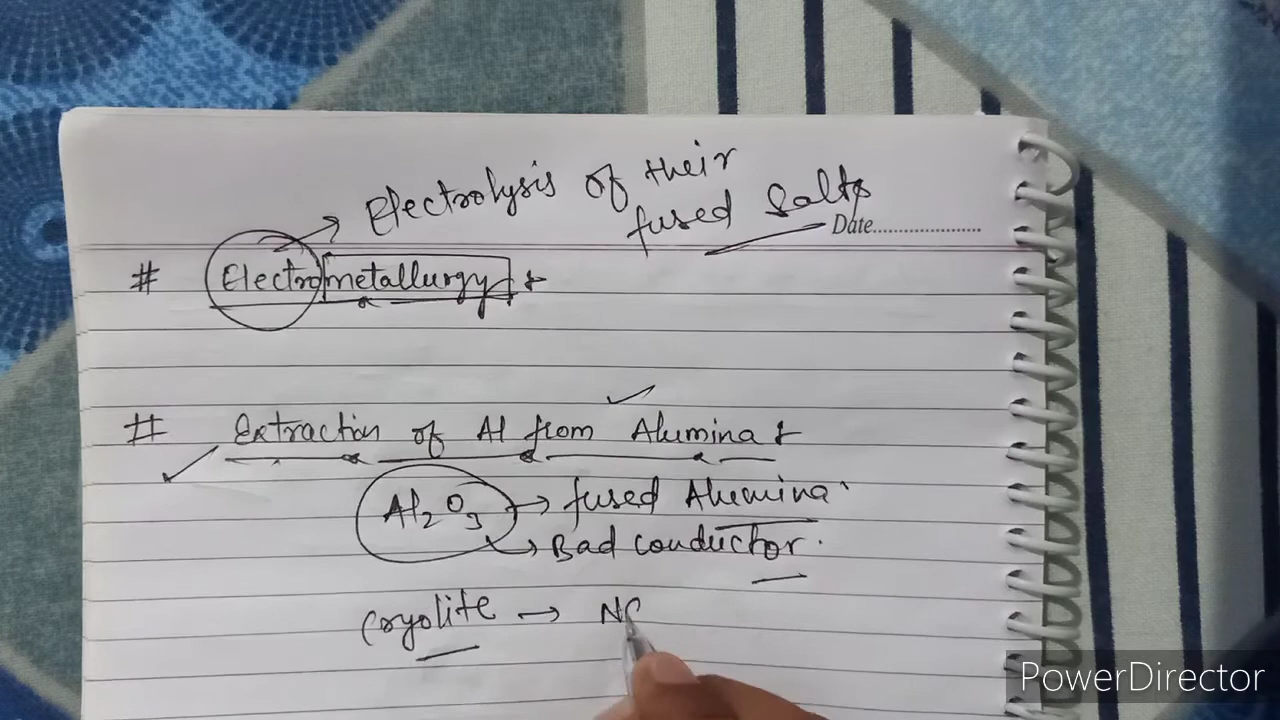 Electrolysis of their
fused Salts
Date
# Electrometallurgy
# Extraction of Al from Alumina
Al2O3 → fused Alumina
→ Bad conductor.
Cryolite → Na
PowerDirector